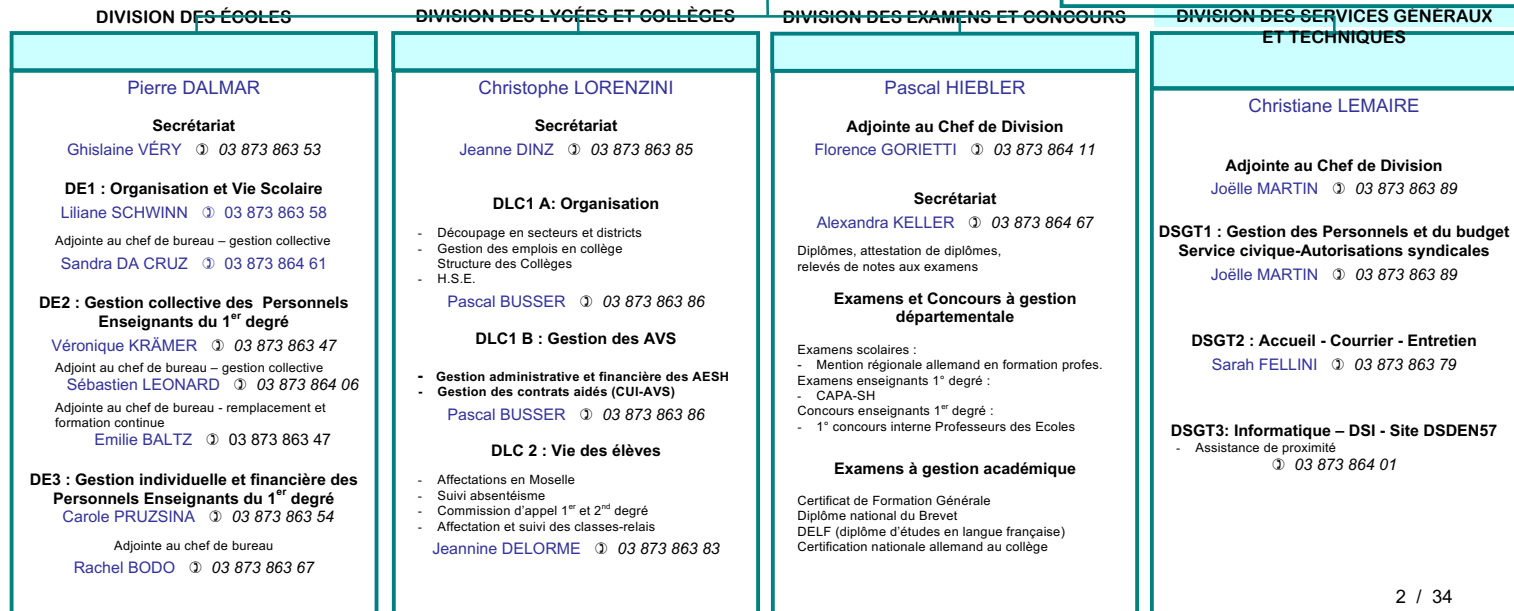 DIVISION DES ÉCOLES
Pierre DALMAR
Secrétariat
Ghislaine VÉRY ✆ 03 873 863 53
DE1 : Organisation et Vie Scolaire
Liliane SCHWINN ✆ 03 873 863 58
Adjointe au chef de bureau – gestion collective
Sandra DA CRUZ ✆ 03 873 864 61
DE2 : Gestion collective des Personnels
Enseignants du 1er degré
Véronique KRÄMER ✆ 03 873 863 47
Adjoint au chef de bureau – gestion collective
Sébastien LEONARD ✆ 03 873 864 06
Adjointe au chef de bureau - remplacement et
formation continue
Emilie BALTZ ✆ 03 873 863 47
DE3 : Gestion individuelle et financière des
Personnels Enseignants du 1er degré
Carole PRUZSINA ✆ 03 873 863 54
Adjointe au chef de bureau
Rachel BODO ✆ 03 873 863 67
DIVISION DES LYCÉES ET COLLÈGES
Christophe LORENZINI
Secrétariat
Jeanne DINZ ✆ 03 873 863 85
DLC1 A: Organisation
- Découpage en secteurs et districts
- Gestion des emplois en collège
Structure des Collèges
- H.S.E.
Pascal BUSSER ✆ 03 873 863 86
DLC1 B : Gestion des AVS
- Gestion administrative et financière des AESH
- Gestion des contrats aidés (CUI-AVS)
Pascal BUSSER ✆ 03 873 863 86
DLC 2 : Vie des élèves
- Affectations en Moselle
- Suivi absentéisme
- Commission d'appel 1er et 2nd degré
- Affectation et suivi des classes-relais
Jeannine DELORME ✆ 03 873 863 83
DIVISION DES EXAMENS ET CONCOURS
Pascal HIEBLER
Adjointe au Chef de Division
Florence GORIETTI ✆ 03 873 864 11
Secrétariat
Alexandra KELLER ✆ 03 873 864 67
Diplômes, attestation de diplômes,
relevés de notes aux examens
Examens et Concours à gestion
départementale
Examens scolaires :
- Mention régionale allemand en formation profes.
Examens enseignants 1° degré :
- CAPA-SH
Concours enseignants 1er degré :
- 1° concours interne Professeurs des Ecoles
Examens à gestion académique
Certificat de Formation Générale
Diplôme national du Brevet
DELF (diplôme d'études en langue française)
Certification nationale allemand au collège
DIVISION DES SERVICES GÉNÉRAUX
ET TECHNIQUES
Christiane LEMAIRE
Adjointe au Chef de Division
Joëlle MARTIN ✆ 03 873 863 89
DSGT1 : Gestion des Personnels et du budget
Service civique-Autorisations syndicales
Joëlle MARTIN ✆ 03 873 863 89
DSGT2 : Accueil - Courrier - Entretien
Sarah FELLINI ✆ 03 873 863 79
DSGT3: Informatique – DSI - Site DSDEN57
- Assistance de proximité
✆ 03 873 864 01
2 / 34